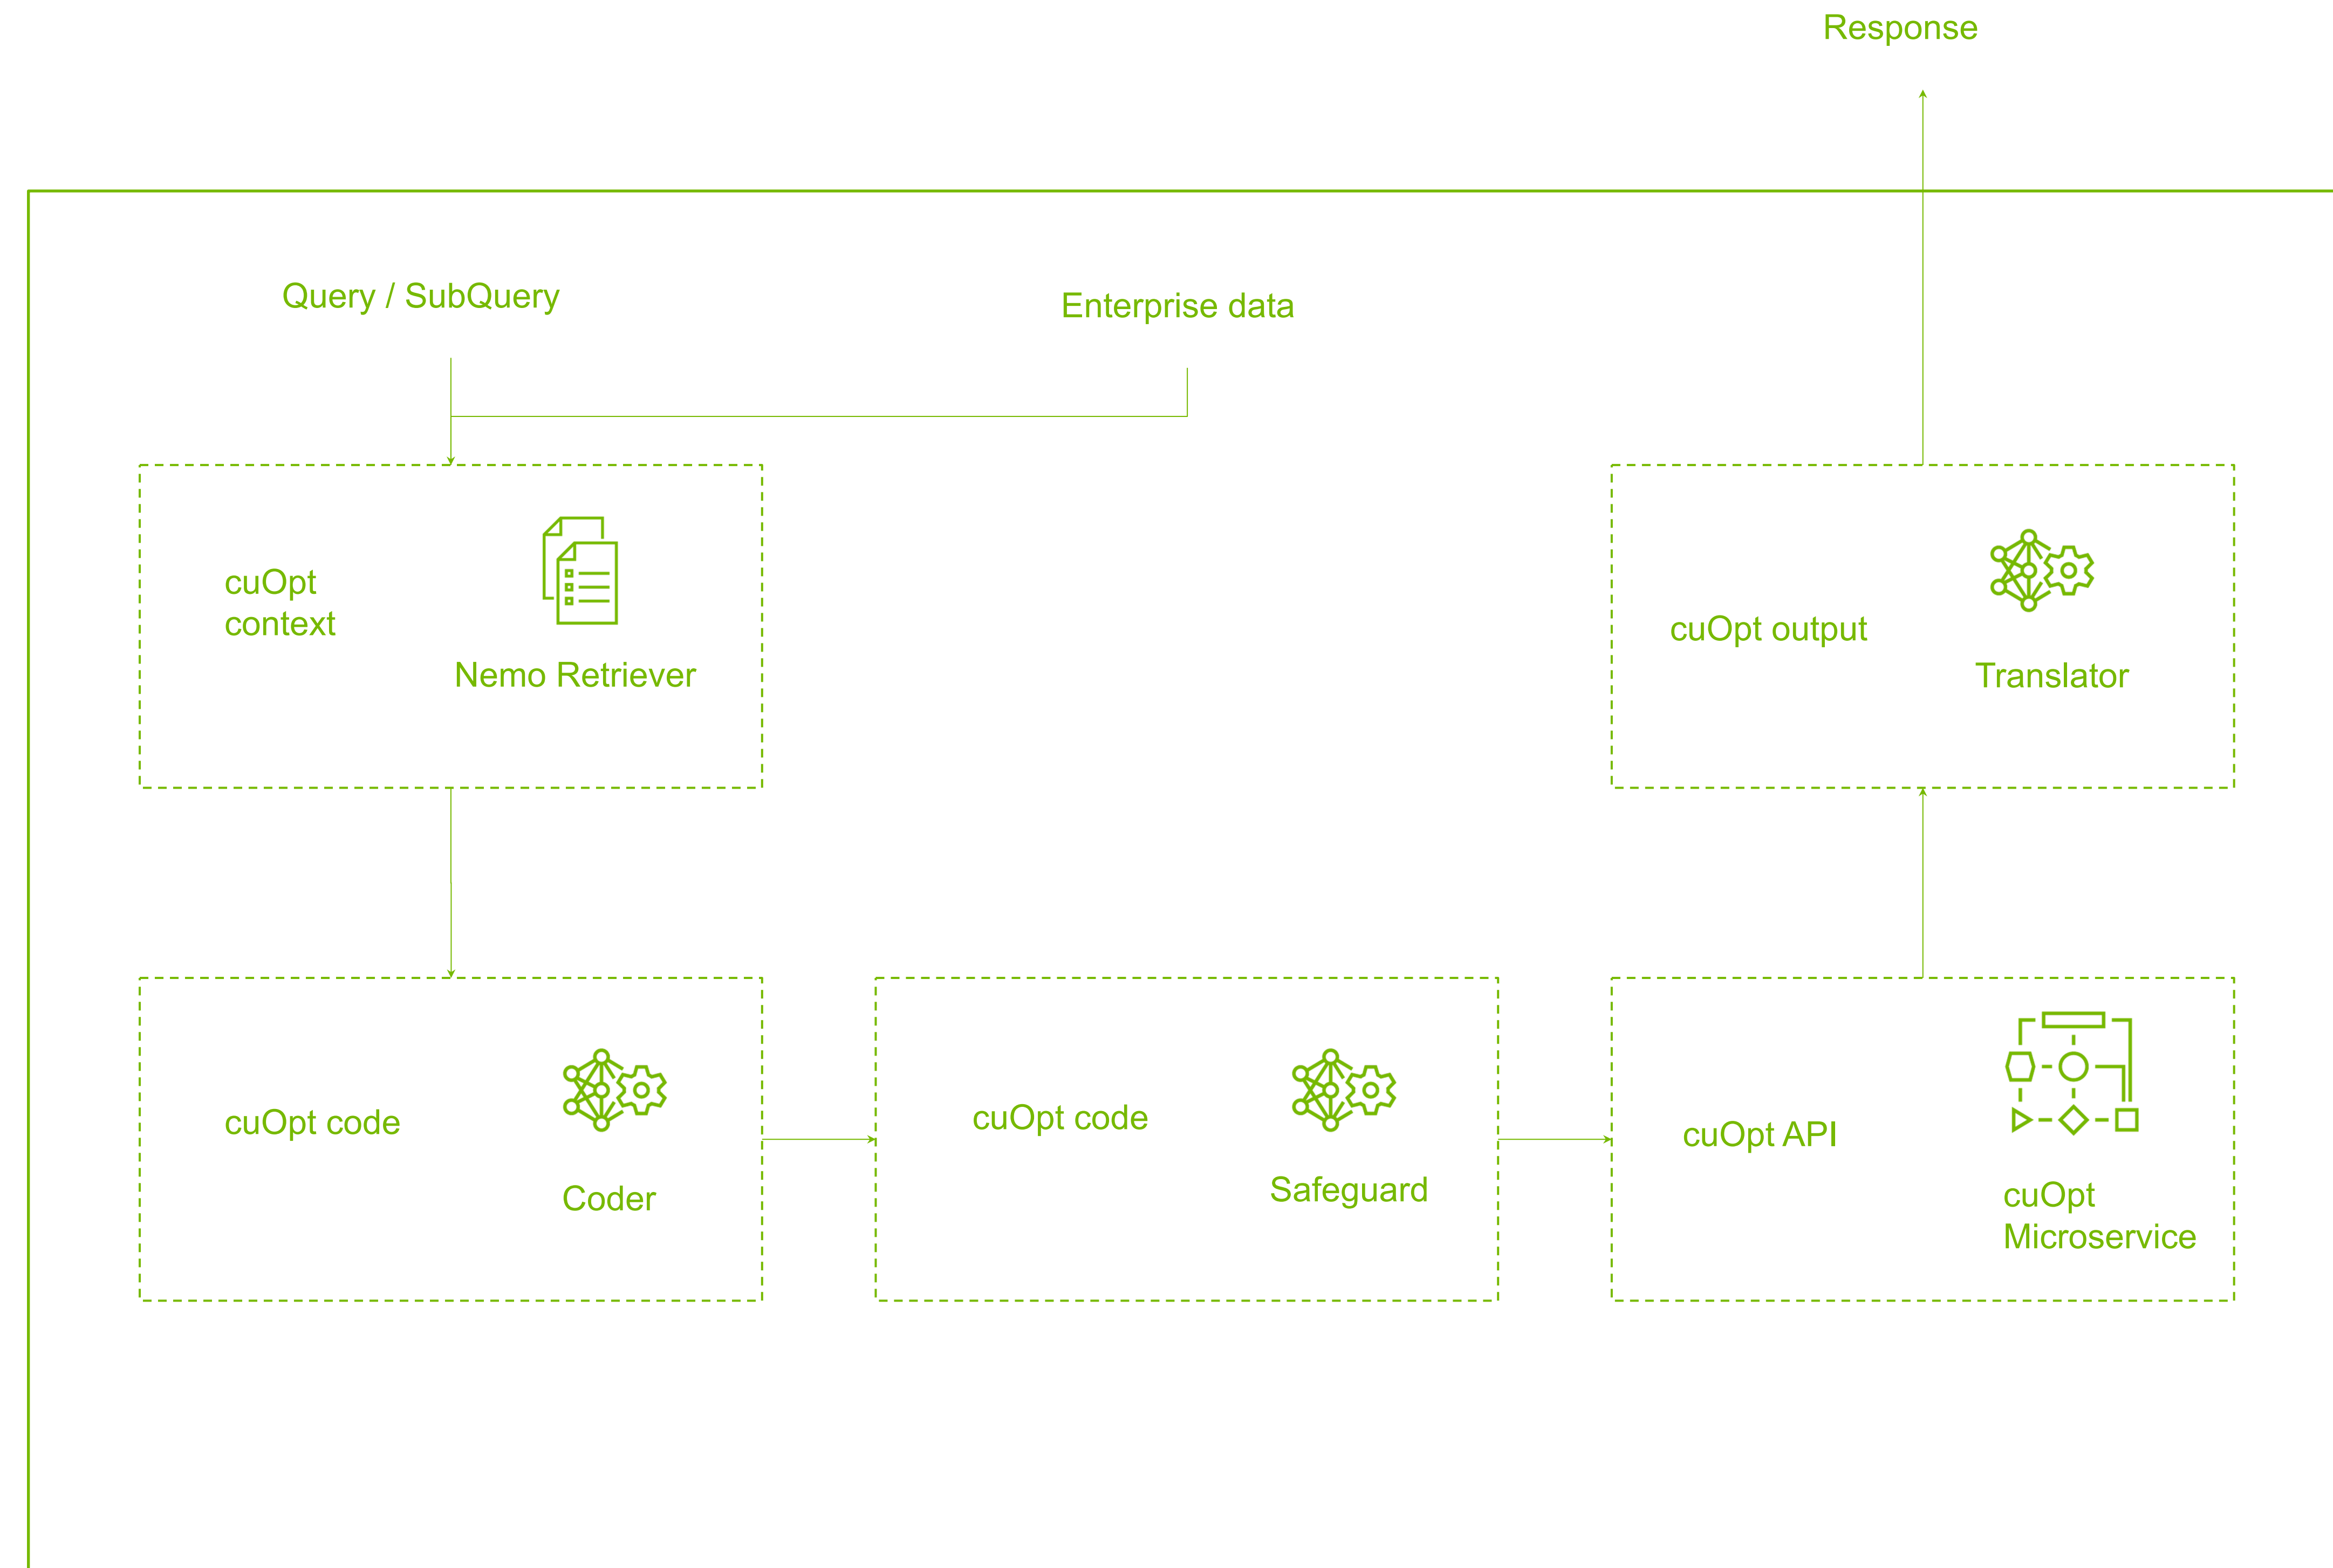 Response
Query / SubQuery
Enterprise data
cuOpt
context
Nemo Retriever
cuOpt output
Translator
cuOpt code
Coder
cuOpt code
Safeguard
cuOpt API
cuOpt
Microservice